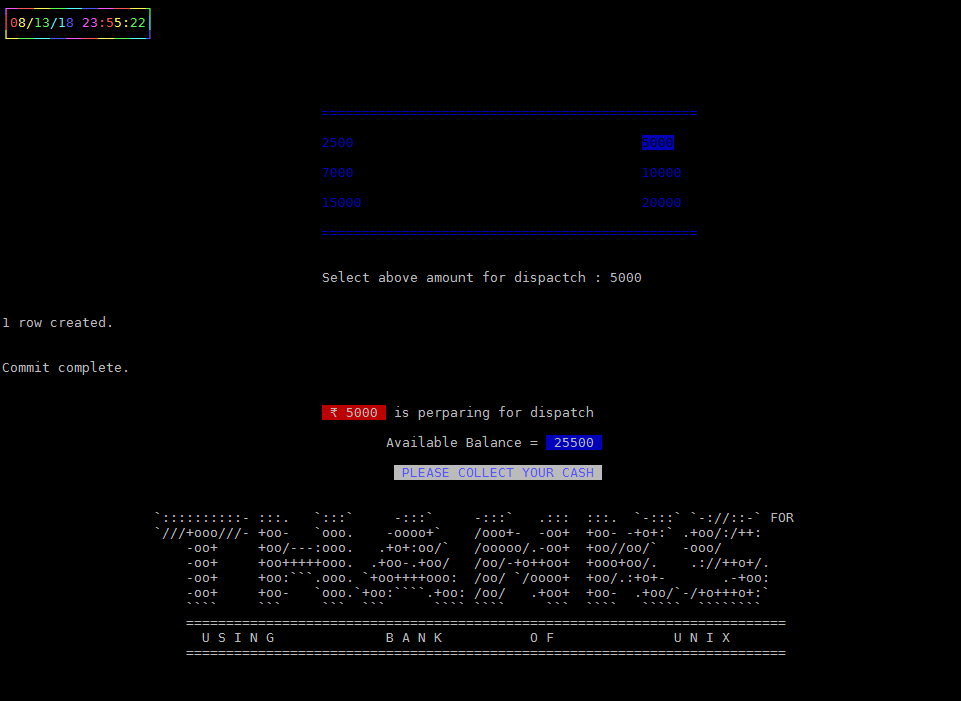 08/13/18 23:55:22
2500 5000
7000 10000
15000 20000
Select above amount for dispactch : 5000
1 row created.
Commit complete.
₹ 5000 is perparing for dispatch
Available Balance = 25500
PLEASE COLLECT YOUR CASH
THANKS FOR
USING BANK OF UNIX